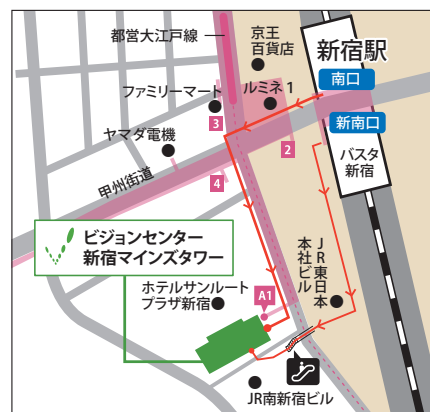 都営大江戸線
京王
百貨店
新宿駅
南口
ファミリーマート
ルミネ1
3
新南口
ヤマダ電機
2
バスタ
新宿
4
甲州街道
ビジョンセンター
新宿マインズタワー
JR東日本
本社ビル
ホテルサンルート
プラザ新宿
A1
JR南新宿ビル